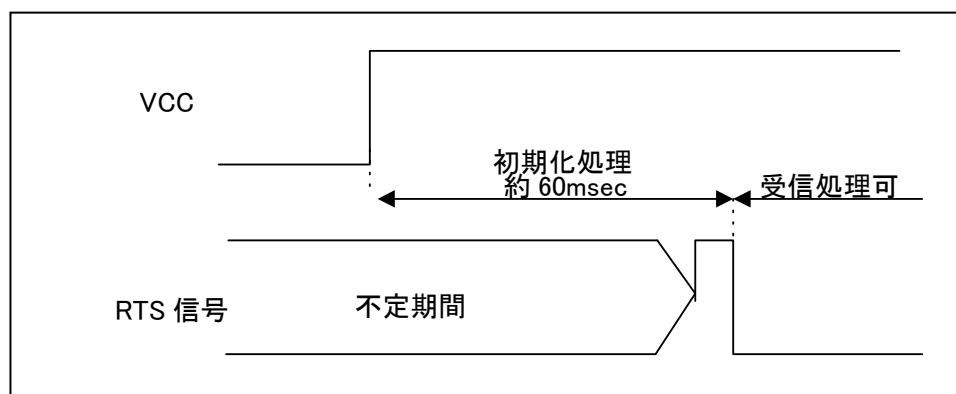 VCC
初期化処理
約 60msec
受信処理可
RTS 信号
不定期間